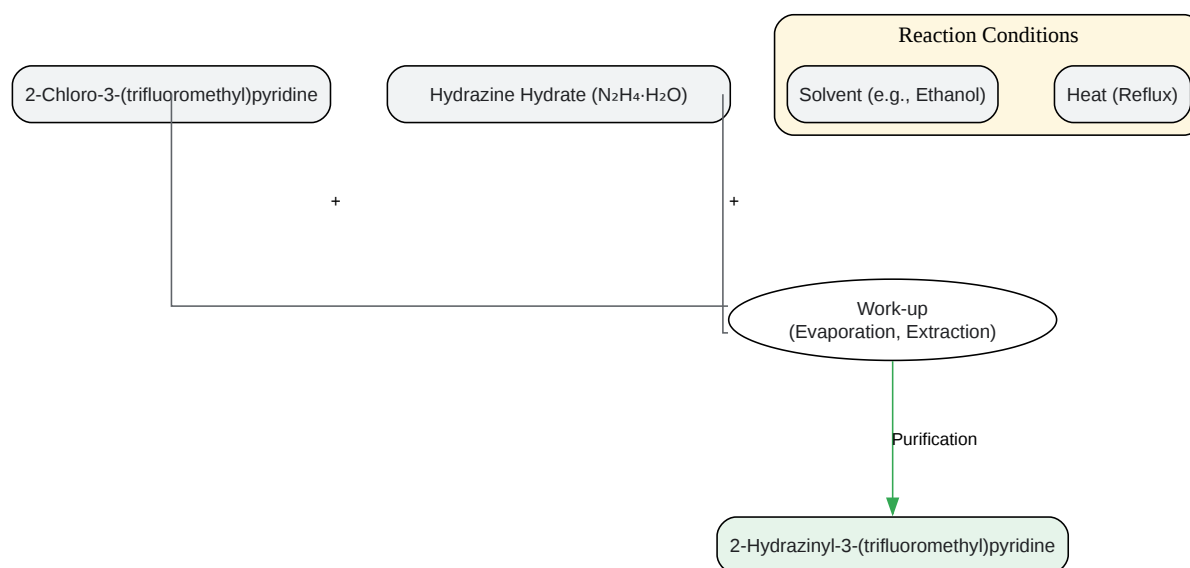 Reaction Conditions
2-Chloro-3-(trifluoromethyl)pyridine
Hydrazine Hydrate (N₂H₄·H₂O)
Solvent (e.g., Ethanol)
Heat (Reflux)
+
+
Work-up
(Evaporation, Extraction)
Purification
2-Hydrazinyl-3-(trifluoromethyl)pyridine